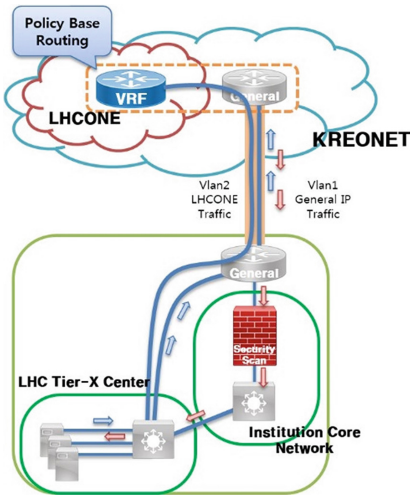 Policy Base
Routing
VRF
General
LHCONE
KREONET
Vlan2
LHCONE
Traffic
Vlan1
General IP
Traffic
General
Security
Scan
LHC Tier-X Center
Institution Core
Network